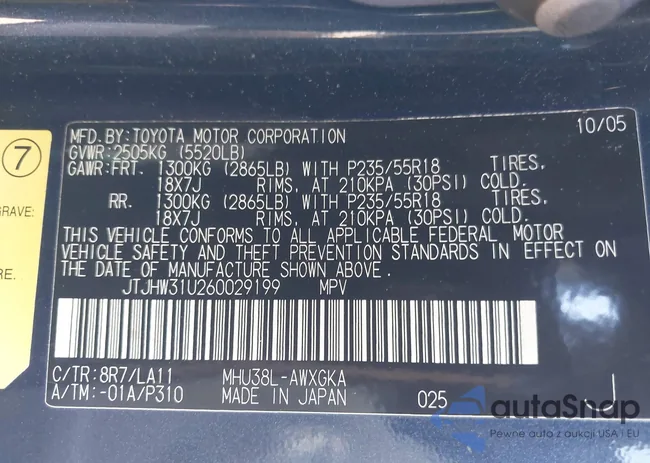 10/05
MFD.BY:TOYOTA MOTOR CORPORATION
GVWR:2505KG (5520LB)
GAWR:FRT. 1300KG (2865LB) WITH P235/55R18 TIRES,
18X7J RIMS, AT 210KPA (30PSI) COLD.
RR. 1300KG (2865LB) WITH P235/55R18 TIRES,
18X7J RIMS, AT 210KPA (30PSI) COLD.
THIS VEHICLE CONFORMS TO ALL APPLICABLE FEDERAL MOTOR
VEHICLE SAFETY AND THEFT PREVENTION STANDARDS IN EFFECT ON
THE DATE OF MANUFACTURE SHOWN ABOVE.
JTJHW31U260029199 MPV
C/TR:8R7/LA11 MHU38L-AWXGKA
A/TM:-01A/P310 MADE IN JAPAN 025 J
7
GRAVE:
autaSnap
Pewne auto z aukcji USA i EU